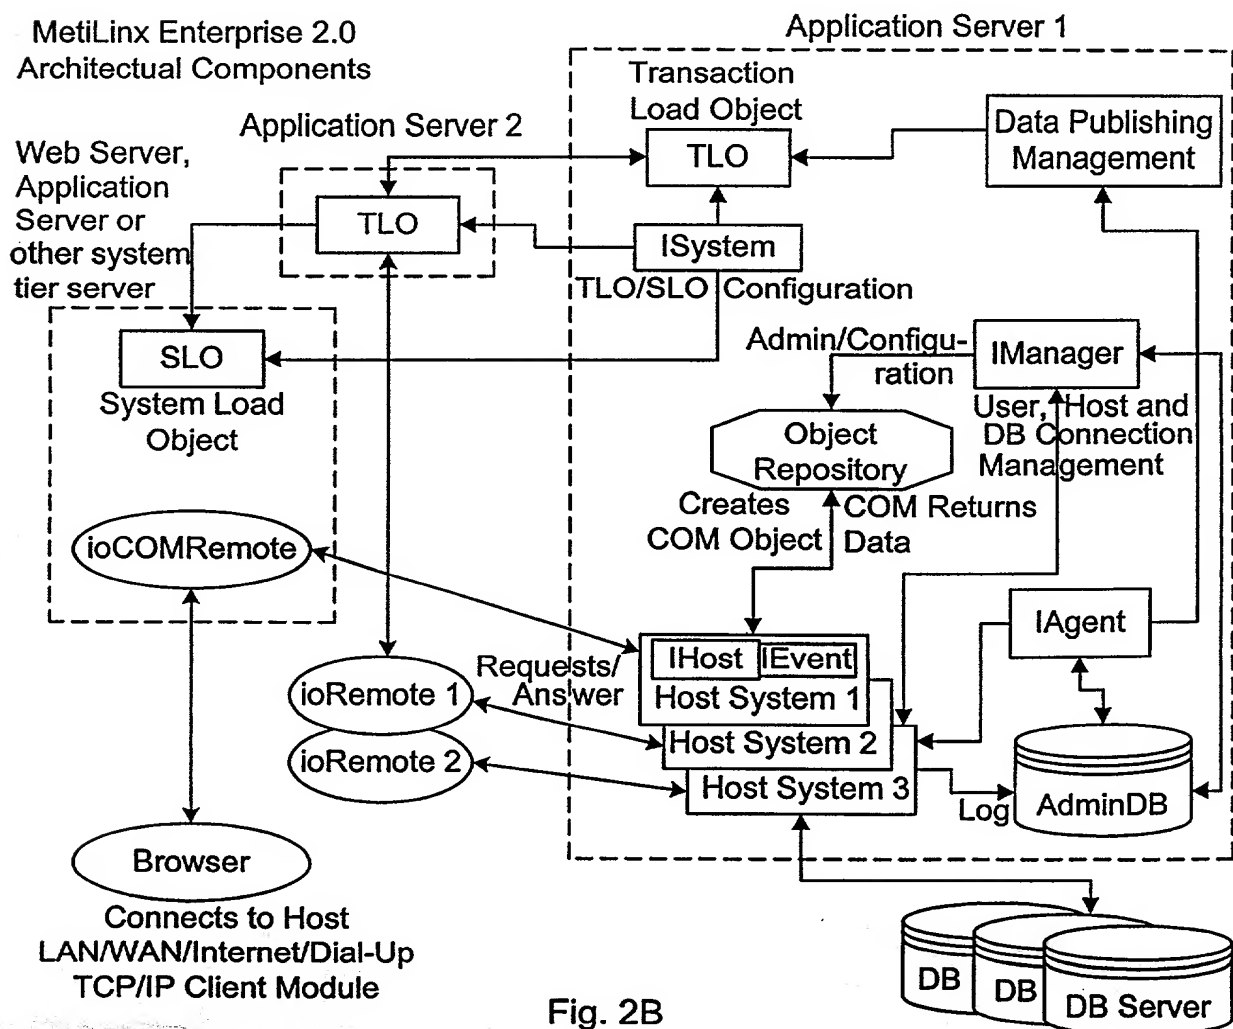 MetiLinx Enterprise 2.0
Architectual Components
Application Server 1
Transaction
Load Object
TLO
Data Publishing
Management
Application Server 2
TLO
Web Server,
Application
Server or
other system
tier server
ISystem
TLO/SLO Configuration
SLO
System Load
Object
Admin/Configu-
ration
IManager
User, Host and
DB Connection
Management
Object
Repository
Creates
COM Object
COM Returns
Data
ioCOMRemote
IAgent
IHost
IEvent
Host System 1
Host System 2
Host System 3
Requests/
Answer
ioRemote 1
ioRemote 2
Log
AdminDB
Browser
Connects to Host
LAN/WAN/Internet/Dial-Up
TCP/IP Client Module
DB
DB
DB Server
Fig. 2B